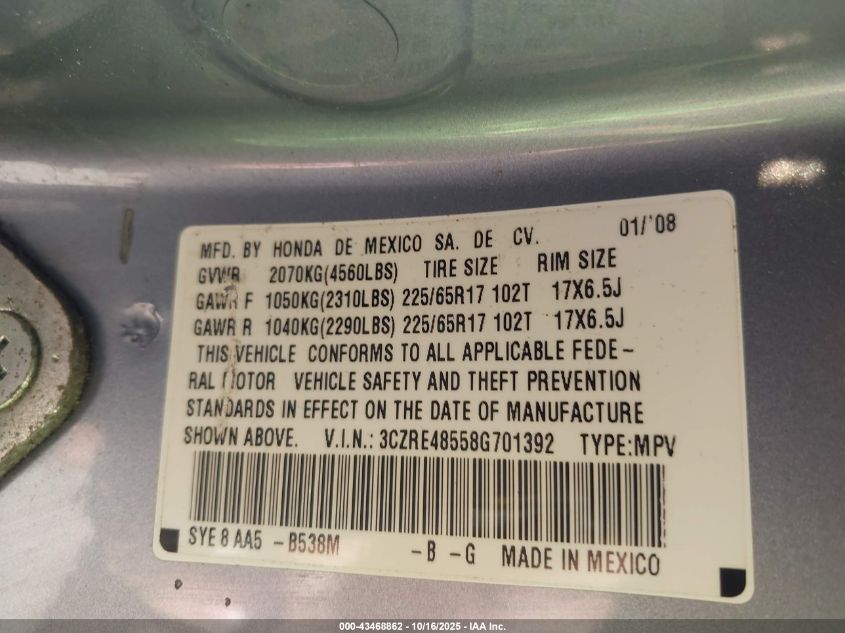 MFD. BY HONDA DE MEXICO SA. DE CV. 01/'08
GVWR 2070KG(4560LBS) TIRE SIZE RIM SIZE
GAWR F 1050KG(2310LBS) 225/65R17 102T 17X6.5J
GAWR R 1040KG(2290LBS) 225/65R17 102T 17X6.5J
THIS VEHICLE CONFORMS TO ALL APPLICABLE FEDE-
RAL MOTOR VEHICLE SAFETY AND THEFT PREVENTION
STANDARDS IN EFFECT ON THE DATE OF MANUFACTURE
SHOWN ABOVE. V.I.N.: 3CZRE48558G701392 TYPE:MPV
SYE 8 AA5 -B538M -B -G MADE IN MEXICO
000-43468862 - 10/16/2025 - IAA Inc.